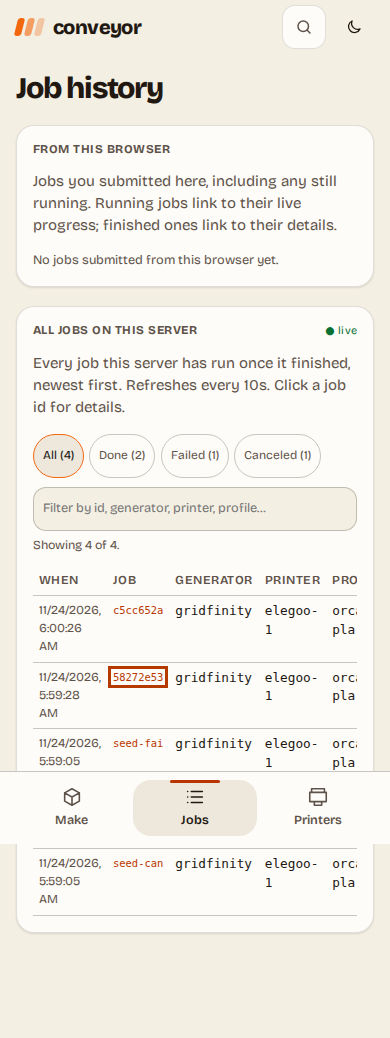 conveyor
Job history
FROM THIS BROWSER
Jobs you submitted here, including any still
running. Running jobs link to their live
progress; finished ones link to their details.
No jobs submitted from this browser yet.
ALL JOBS ON THIS SERVER
live
Every job this server has run once it finished,
newest first. Refreshes every 10s. Click a job
id for details.
All (4) Done (2) Failed (1) Canceled (1)
Filter by id, generator, printer, profile…
Showing 4 of 4.
WHEN JOB GENERATOR PRINTER PRO
11/24/2026, c5cc652a gridfinity elegoo- orca
6:00:26 1 pla
AM
11/24/2026, 58272e53 gridfinity elegoo- orca
5:59:28 1 pla
AM
11/24/2026, seed-fai gridfinity elegoo- orca
5:59:05 1 pla
Make Jobs Printers
11/24/2026, seed-can gridfinity elegoo- orca
5:59:05 1 pla
AM